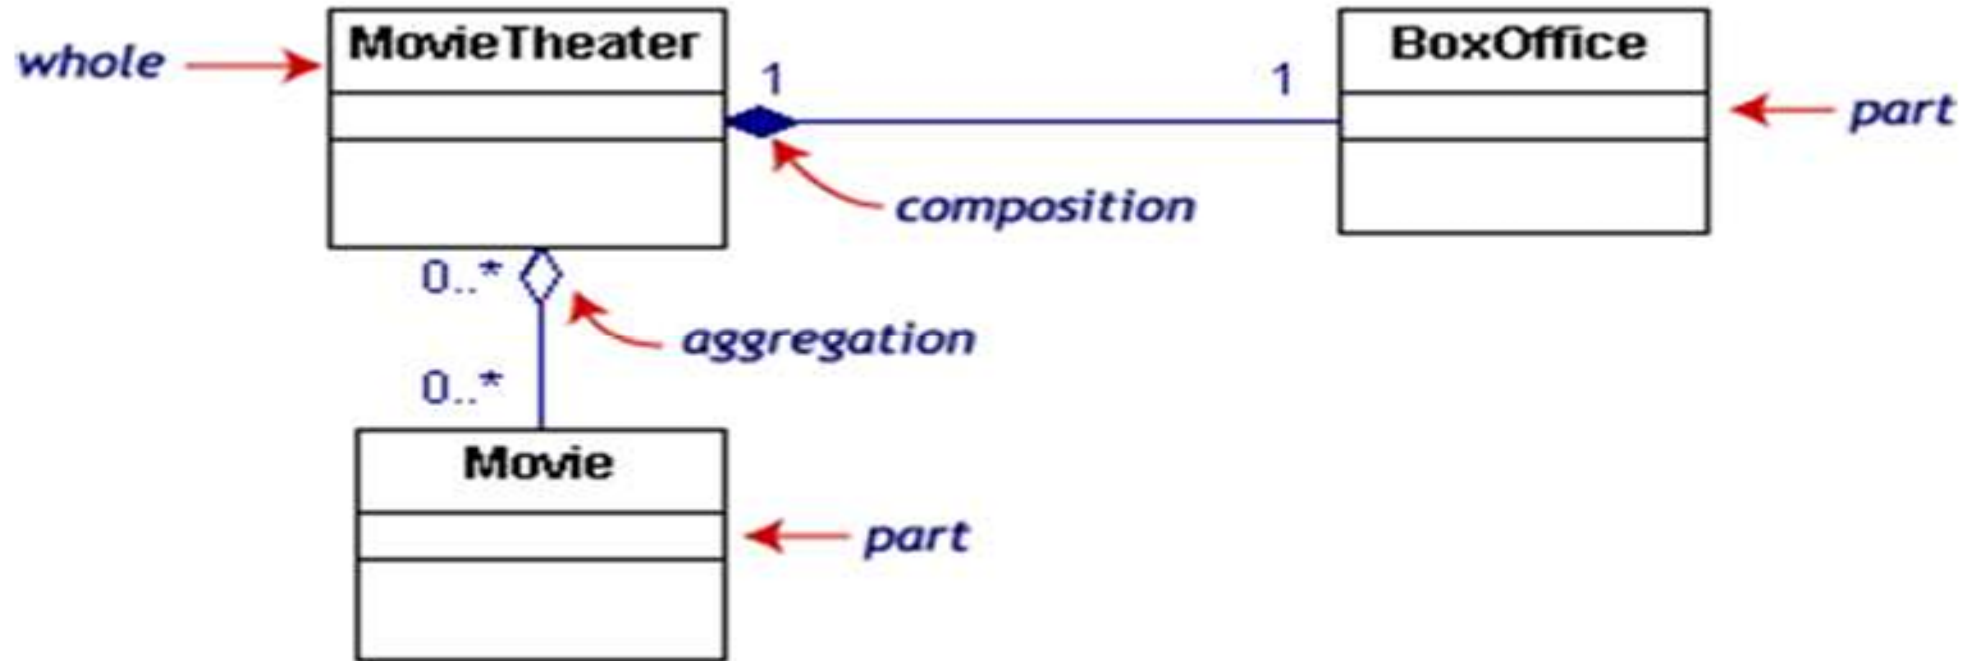 MovieTheater
BoxOffice
whole
1
1
part
composition
0..*
aggregation
0..*
Movie
part